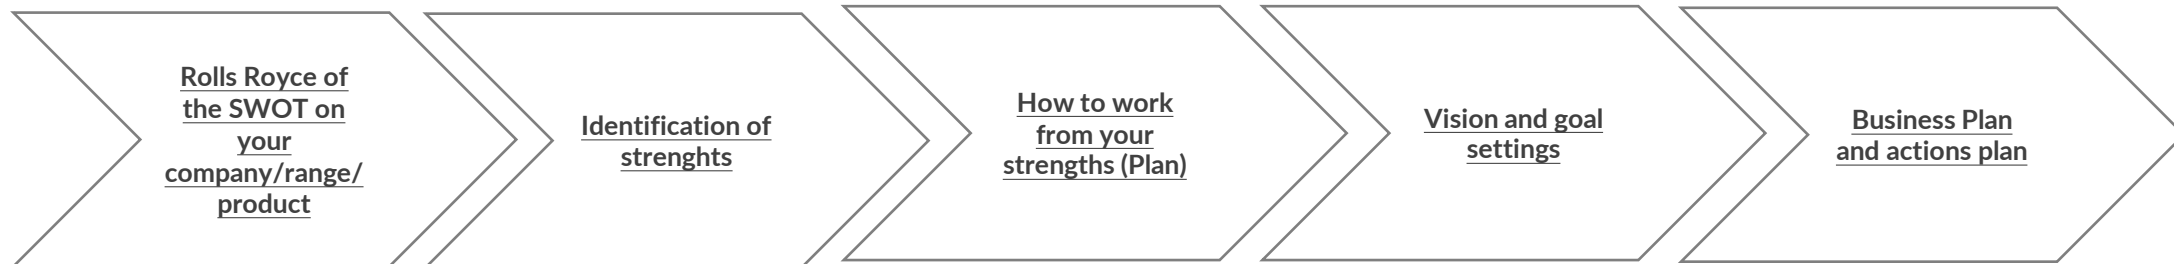 Rolls Royce of
the SWOT on
your
company/range/
product
Identification of
strenghts
How to work
from your
strengths (Plan)
Vision and goal
settings
Business Plan
and actions plan